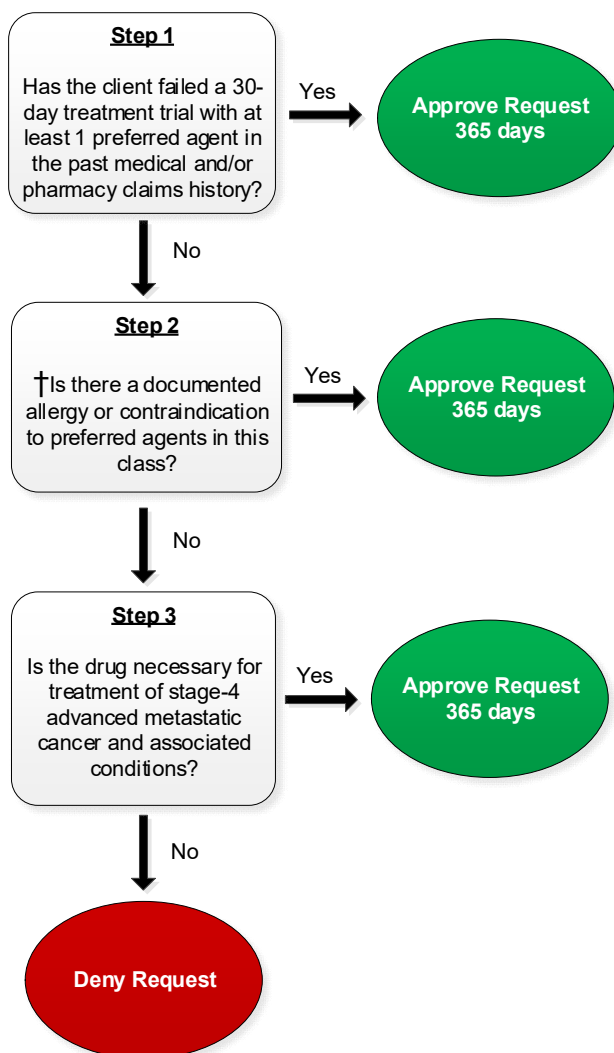 Step 1
Has the client failed a 30-
day treatment trial with at
least 1 preferred agent in
the past medical and/or
pharmacy claims history?
Yes
Approve Request
365 days
No
Step 2
†Is there a documented
allergy or contraindication
to preferred agents in this
class?
Yes
Approve Request
365 days
No
Step 3
Is the drug necessary for
treatment of stage-4
advanced metastatic
cancer and associated
conditions?
Yes
Approve Request
365 days
No
Deny Request